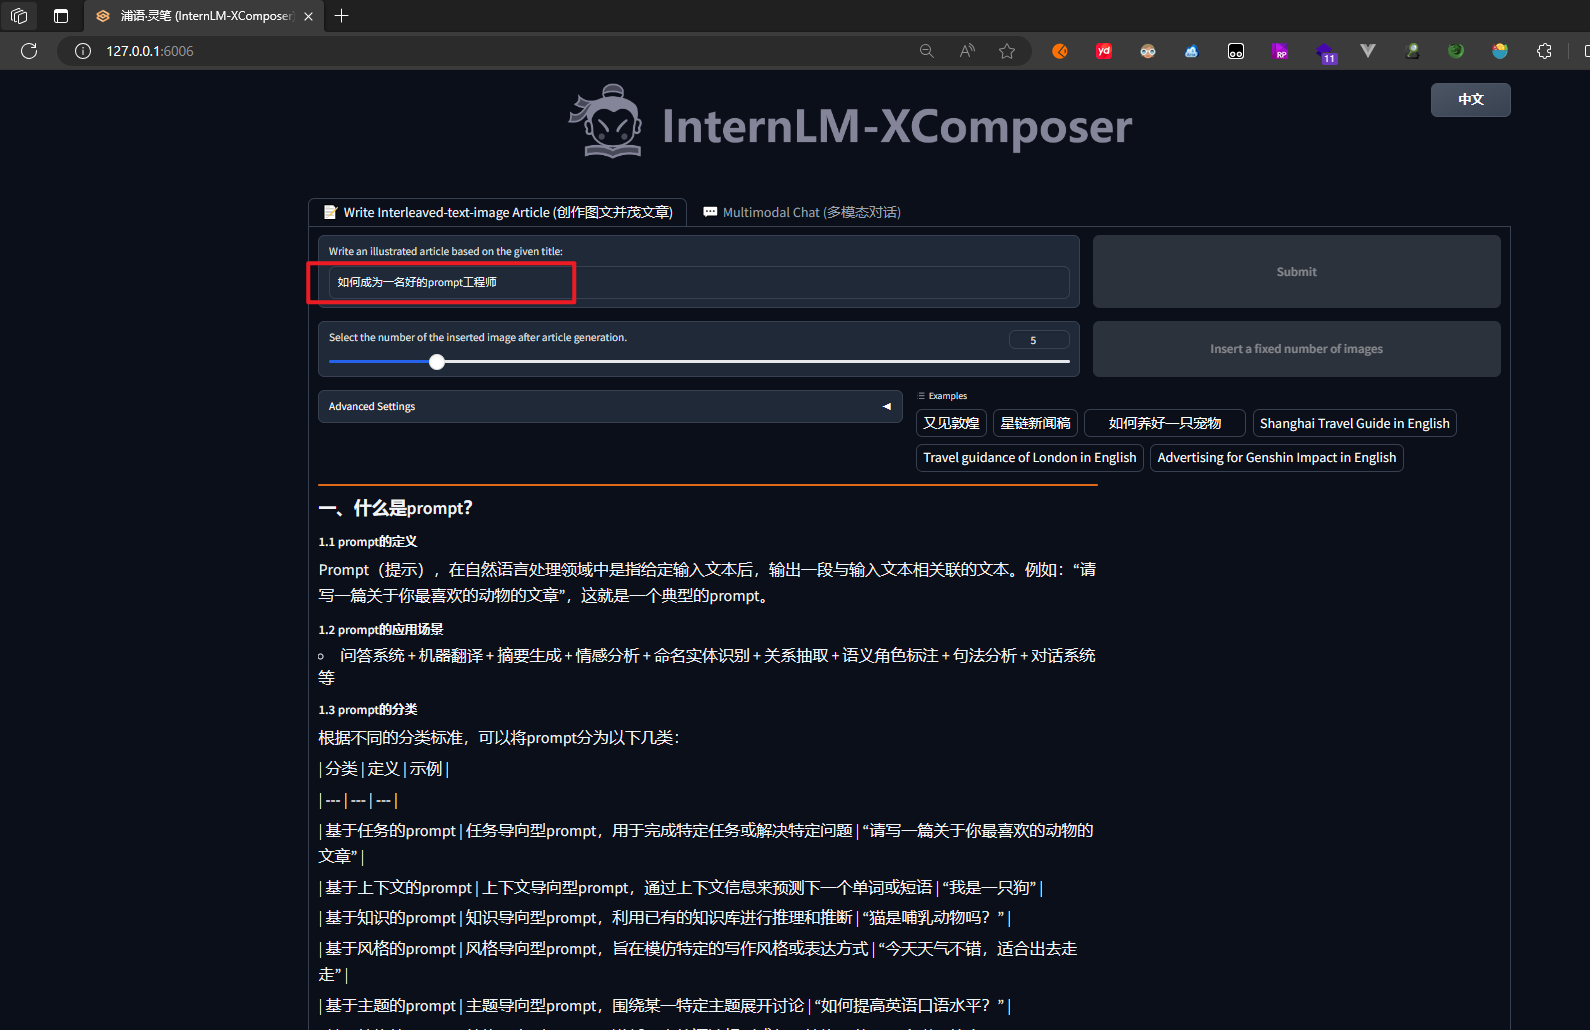 浦语·灵笔 (InternLM-XComposer)
127.0.0.1:6006
yd
RP
11
InternLM-XComposer
中文
Write Interleaved-text-image Article (创作图文并茂文章)
Multimodal Chat (多模态对话)
Write an illustrated article based on the given title:
如何成为一名好的prompt工程师
Submit
Select the number of the inserted image after article generation.
5
Insert a fixed number of images
Advanced Settings
Examples
又见敦煌
星链新闻稿
如何养好一只宠物
Shanghai Travel Guide in English
Travel guidance of London in English
Advertising for Genshin Impact in English
一、什么是prompt？
1.1 prompt的定义
Prompt（提示），在自然语言处理领域中是指给定输入文本后，输出一段与输入文本相关联的文本。例如：“请
写一篇关于你最喜欢的动物的文章”，这就是一个典型的prompt。
1.2 prompt的应用场景
问答系统 + 机器翻译 + 摘要生成 + 情感分析 + 命名实体识别 + 关系抽取 + 语义角色标注 + 句法分析 + 对话系统
等
1.3 prompt的分类
根据不同的分类标准，可以将prompt分为以下几类：
| 分类 | 定义 | 示例 |
| --- | --- | --- |
| 基于任务的prompt | 任务导向型prompt，用于完成特定任务或解决特定问题 | “请写一篇关于你最喜欢的动物的
文章” |
| 基于上下文的prompt | 上下文导向型prompt，通过上下文信息来预测下一个单词或短语 | “我是一只狗” |
| 基于知识的prompt | 知识导向型prompt，利用已有的知识库进行推理和推断 | “猫是哺乳动物吗？” |
| 基于风格的prompt | 风格导向型prompt，旨在模仿特定的写作风格或表达方式 | “今天天气不错，适合出去走
走” |
| 基于主题的prompt | 主题导向型prompt，围绕某一特定主题展开讨论 | “如何提高英语口语水平？” |